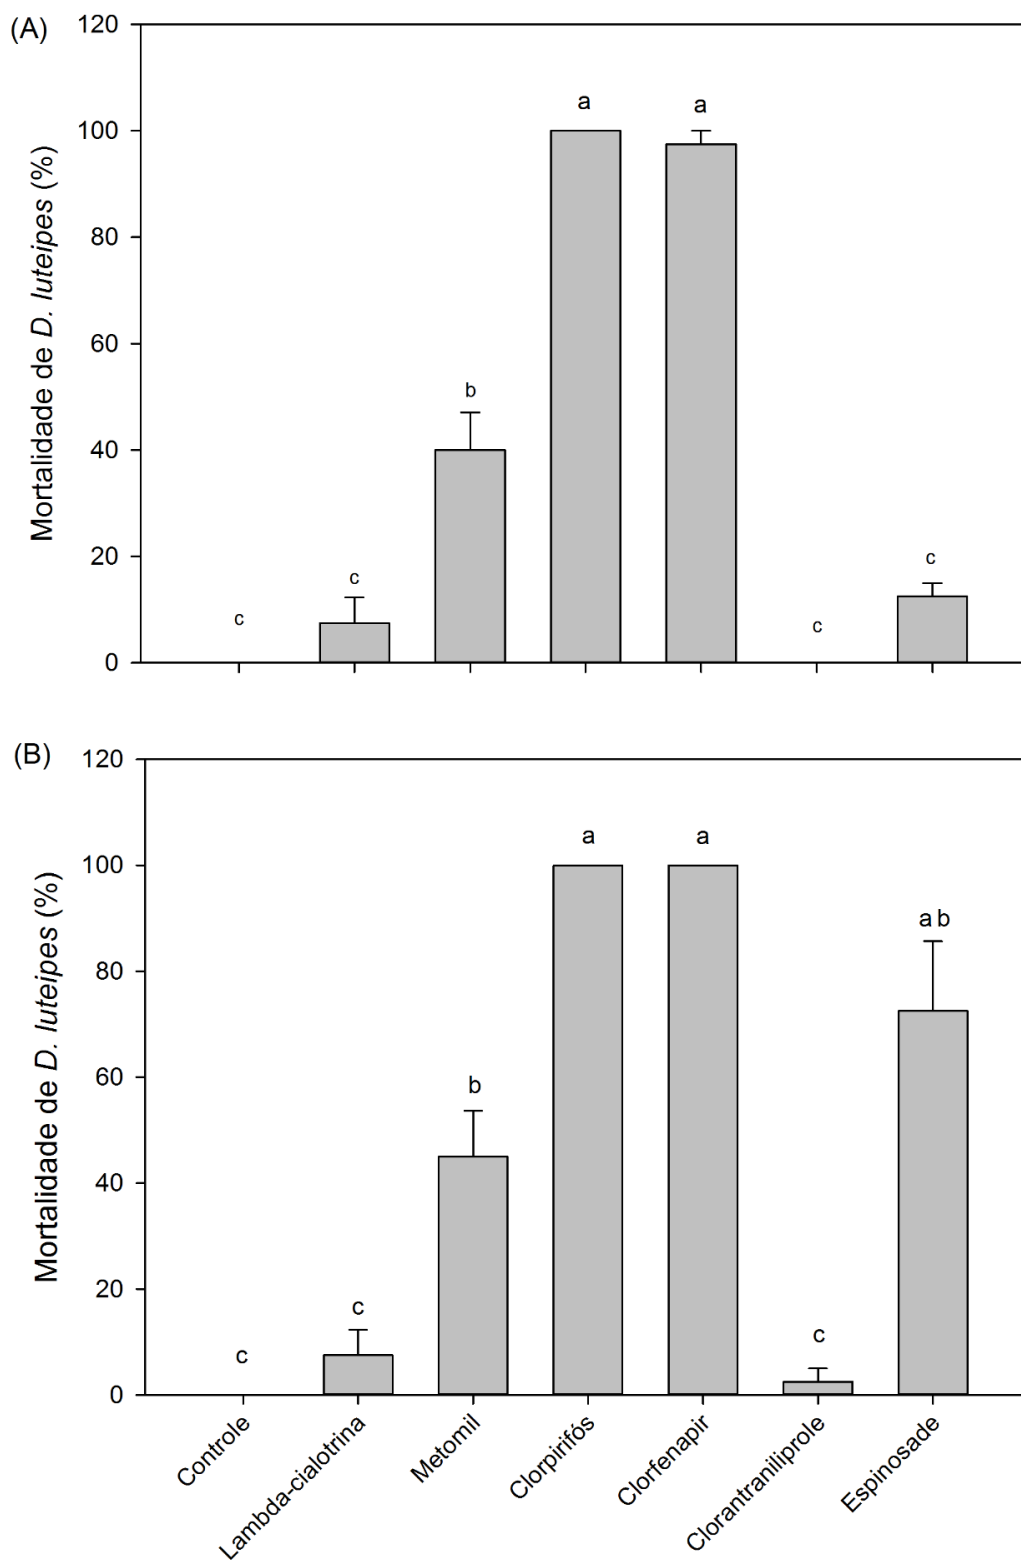 (A)
Mortalidade de D. luteipes (%)
120
100
80
60
40
20
0
c
c
b
a
a
c
c
(B)
Mortalidade de D. luteipes (%)
120
100
80
60
40
20
0
c
c
b
a
a
c
a b
Controle
Lambda-cialotrina
Metomil
Clorpirifós
Clorfenapir
Clorantraniliprole
Espinosade